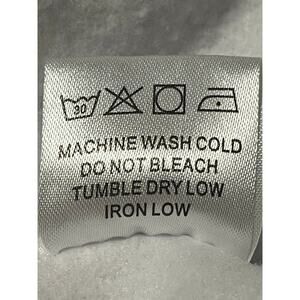 30
MACHINE WASH COLD
DO NOT BLEACH
TUMBLE DRY LOW
IRON LOW